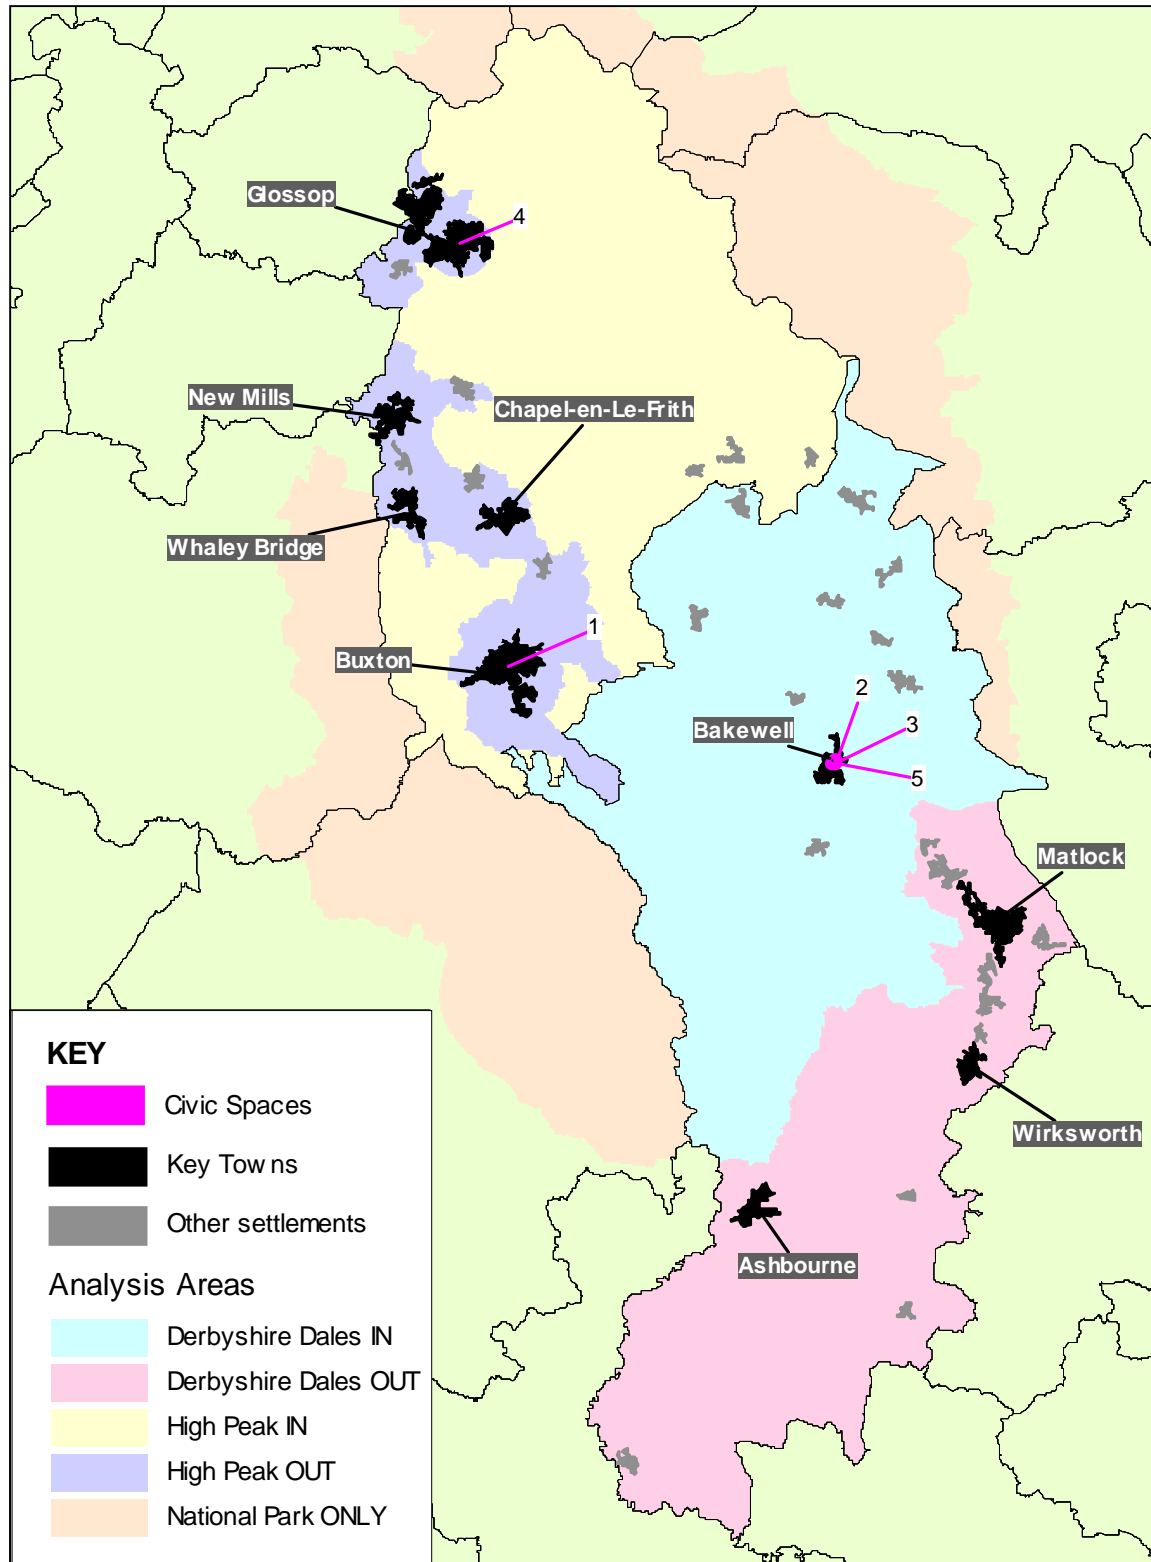 Glossop
4
New Mills
Chapel-en-Le-Frith
Whaley Bridge
1
Buxton
2
3
Bakewell
5
Matlock
Wirksworth
Ashbourne
KEY
Civic Spaces
Key Towns
Other settlements
Analysis Areas
Derbyshire Dales IN
Derbyshire Dales OUT
High Peak IN
High Peak OUT
National Park ONLY